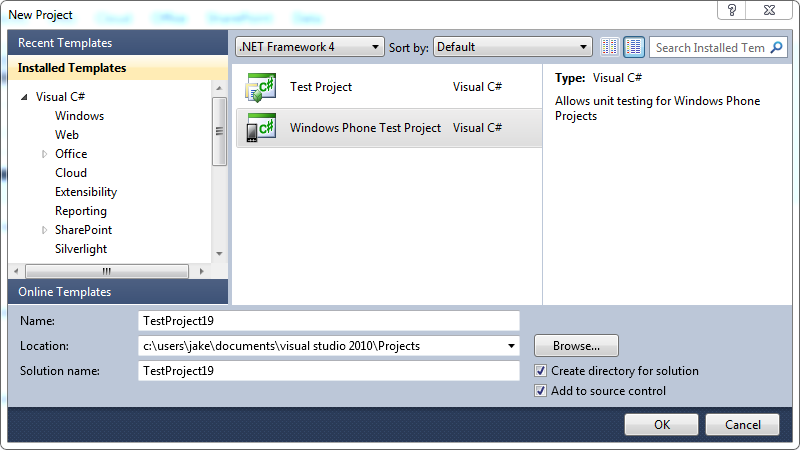 New Project
Recent Templates
Installed Templates
Visual C#
Windows
Web
Office
Cloud
Extensibility
Reporting
SharePoint
Silverlight
Online Templates
.NET Framework 4
Sort by:
Default
Search Installed Tem
Test Project Visual C#
Windows Phone Test Project Visual C#
Type: Visual C#
Allows unit testing for Windows Phone
Projects
Name: TestProject19
Location: c:\users\jake\documents\visual studio 2010\Projects
Browse...
Solution name: TestProject19
Create directory for solution
Add to source control
OK
Cancel